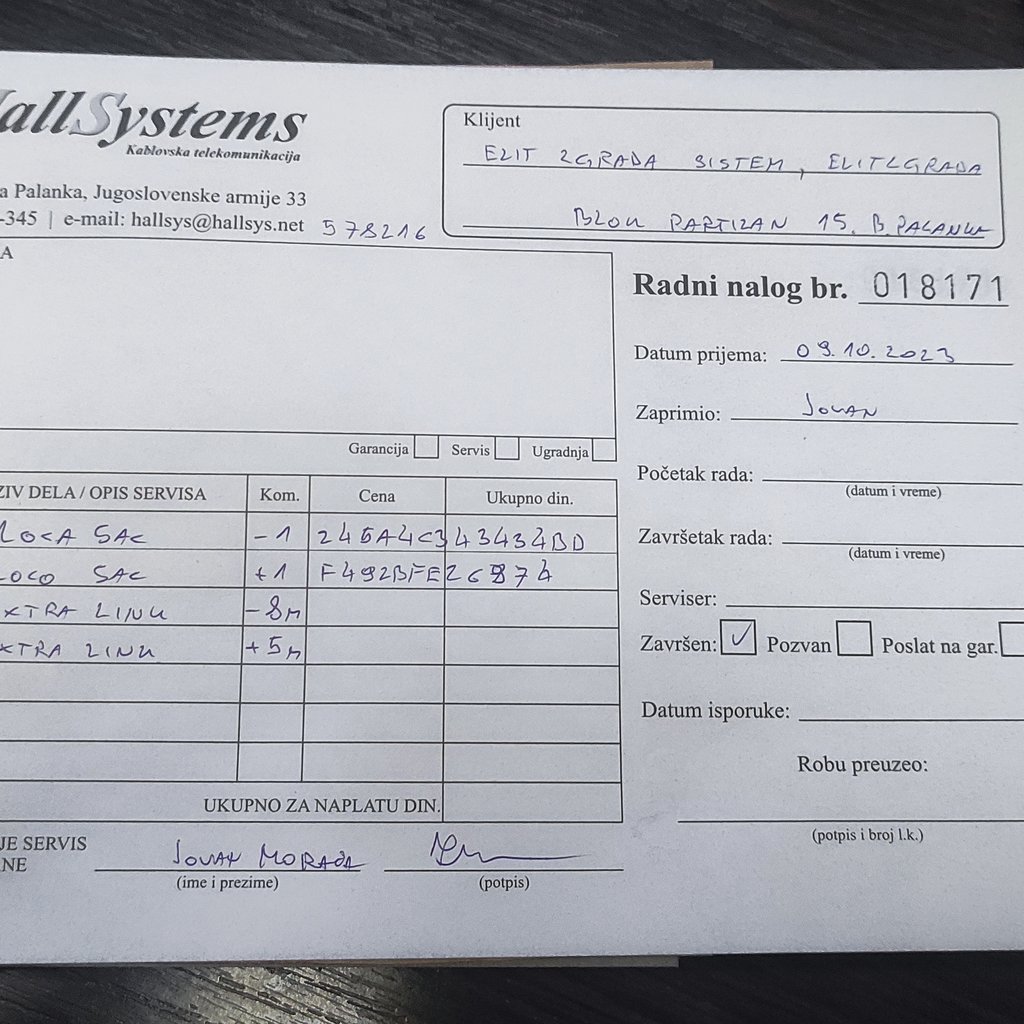 HallSystems
Kablovska telekomunikacija
a Palanka, Jugoslovenske armije 33
-345 | e-mail: hallsys@hallsys.net 578216
Klijent
ELIT ZGRADA SISTEM, ELITZGRADA
BLOK PARTIZAN 15. B. PALANKA
A
Radni nalog br. 018171
Datum prijema: 09.10.2023
Zaprimio: JOVAN
Garancija Servis Ugradnja
Početak rada:
(datum i vreme)
ZIV DELA / OPIS SERVISA Kom. Cena Ukupno din.
LOCA SAC -1 245A4C343434BD
Završetak rada:
(datum i vreme)
LOCO SAC +1 F492BFE26874
XTRA LINK -8m
Serviser:
XTRA LINK +5m
Završen: Pozvan Poslat na gar.
Datum isporuke:
Robu preuzeo:
UKUPNO ZA NAPLATU DIN.
(potpis i broj l.k.)
JE SERVIS
NE
JOVAN MORAČA
(ime i prezime) (potpis)